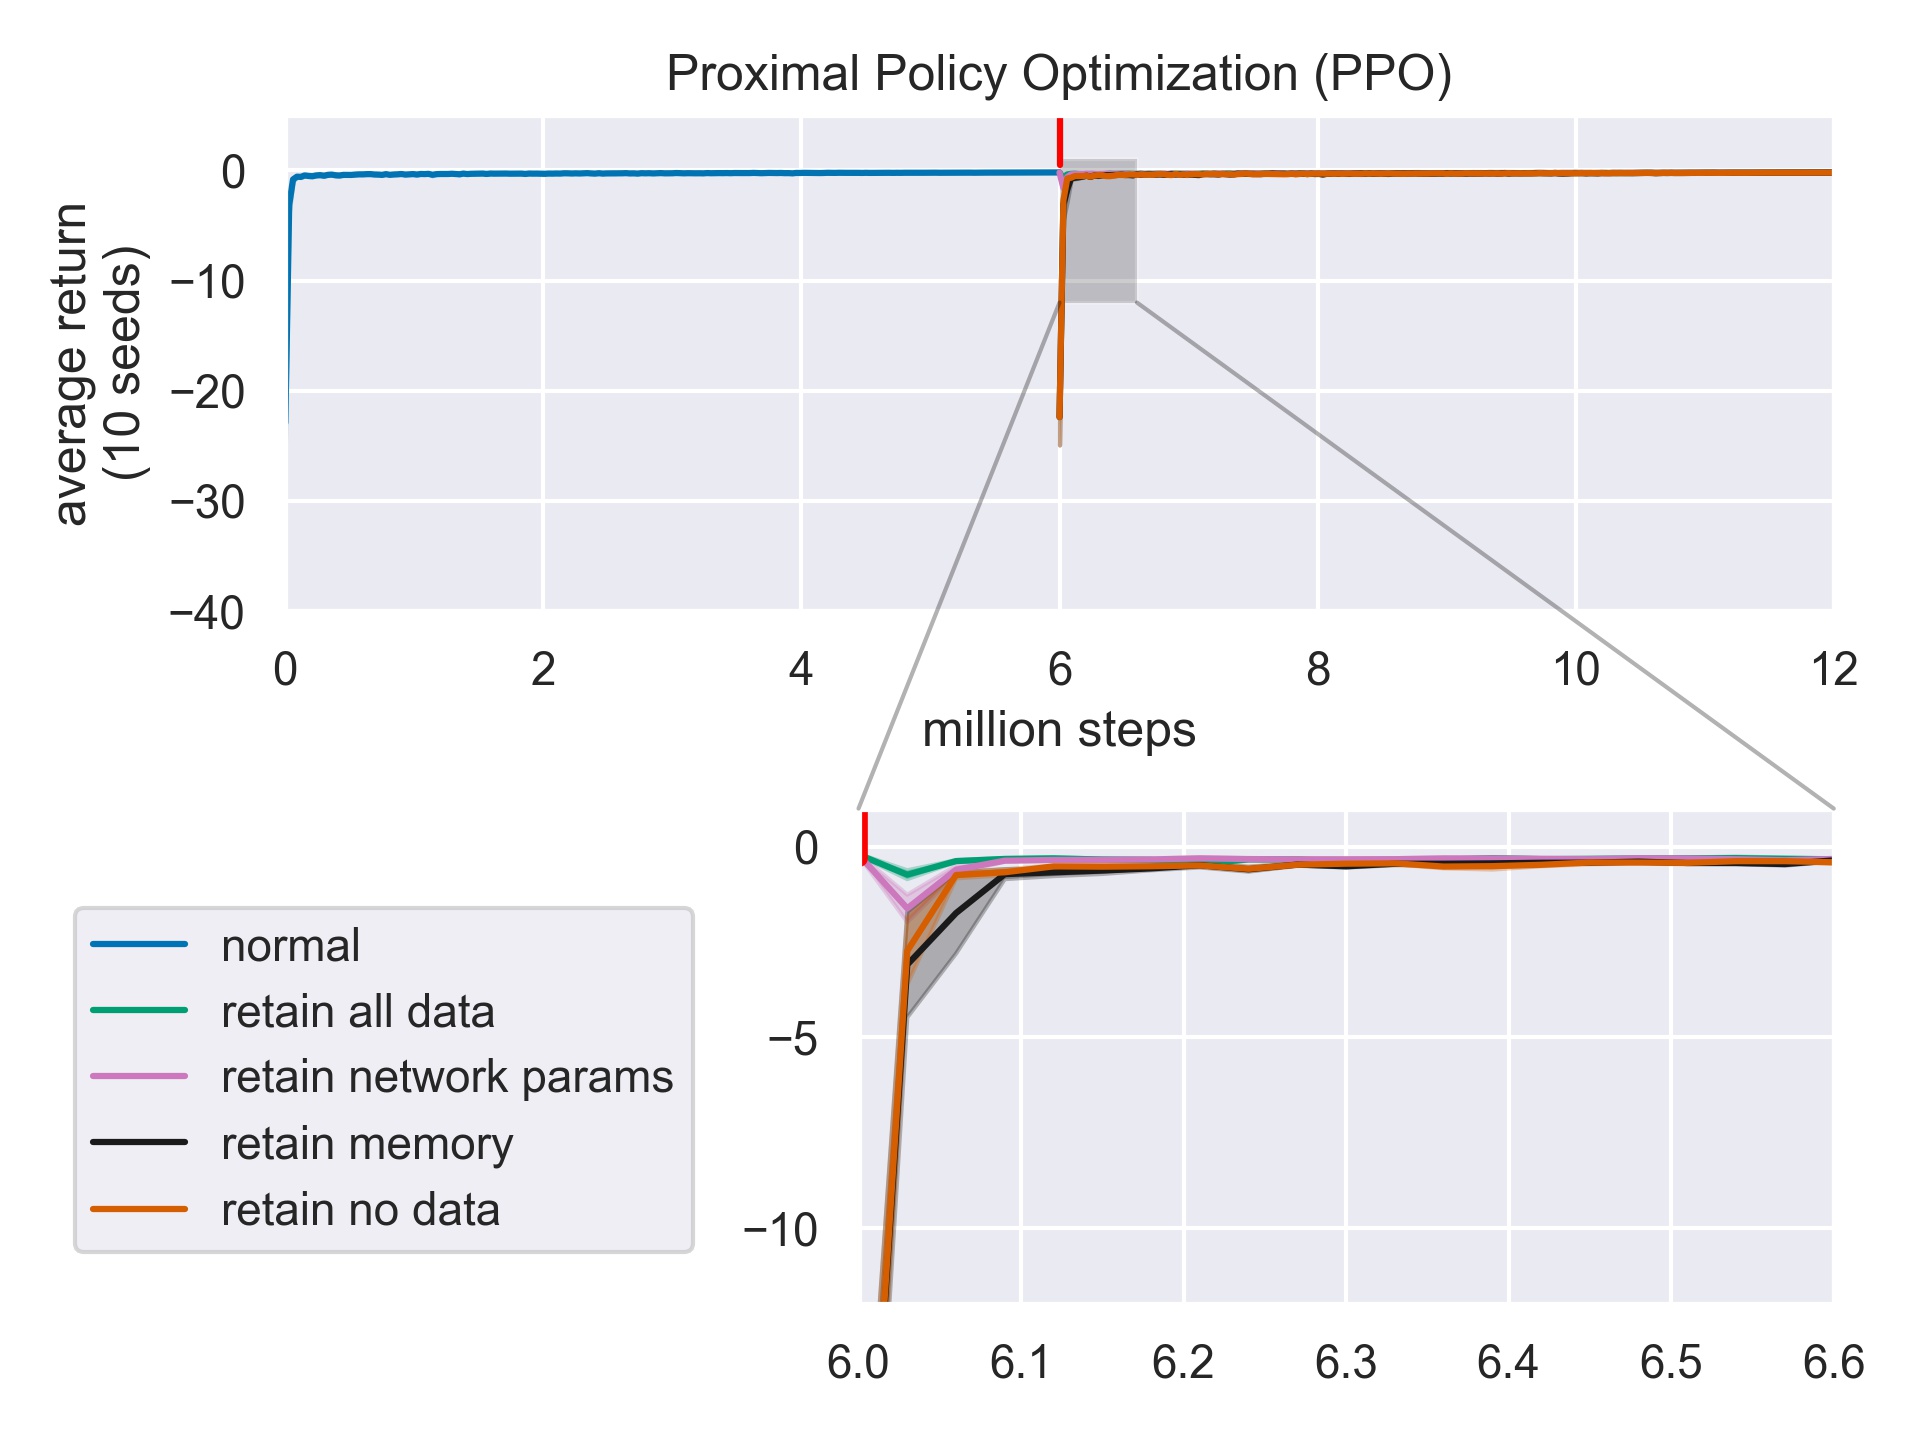 Proximal Policy Optimization (PPO)
average return
(10 seeds)
0
−10
−20
−30
−40
0 2 4 6 8 10 12
million steps
0
−5
−10
6.0 6.1 6.2 6.3 6.4 6.5 6.6
normal
retain all data
retain network params
retain memory
retain no data